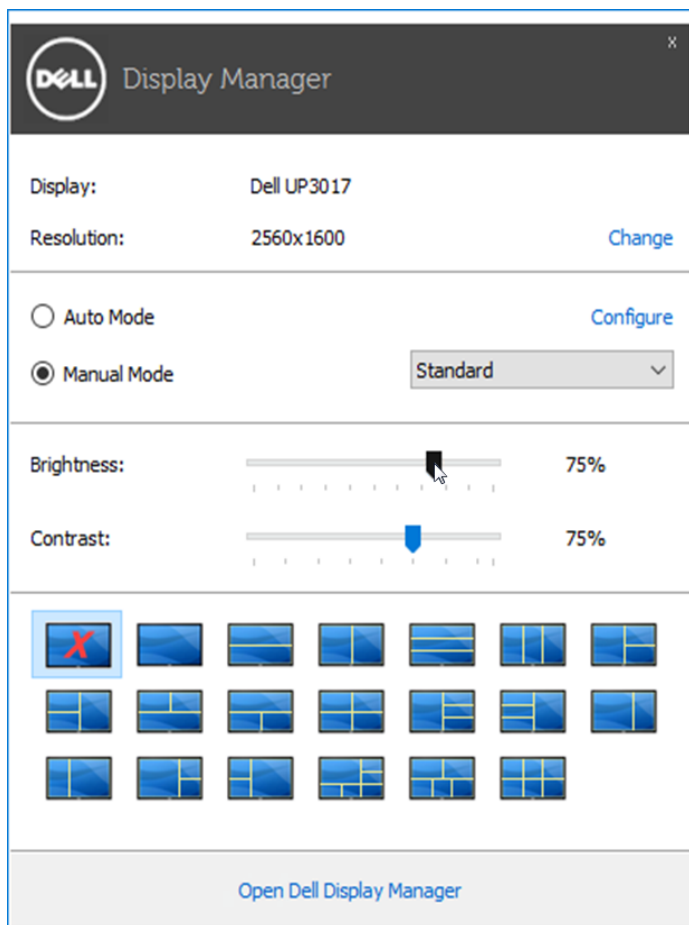 x
DELL Display Manager
Display: Dell UP3017
Resolution: 2560x1600 Change
Auto Mode Configure
Manual Mode Standard
Brightness: 75%
Contrast: 75%
X
Open Dell Display Manager